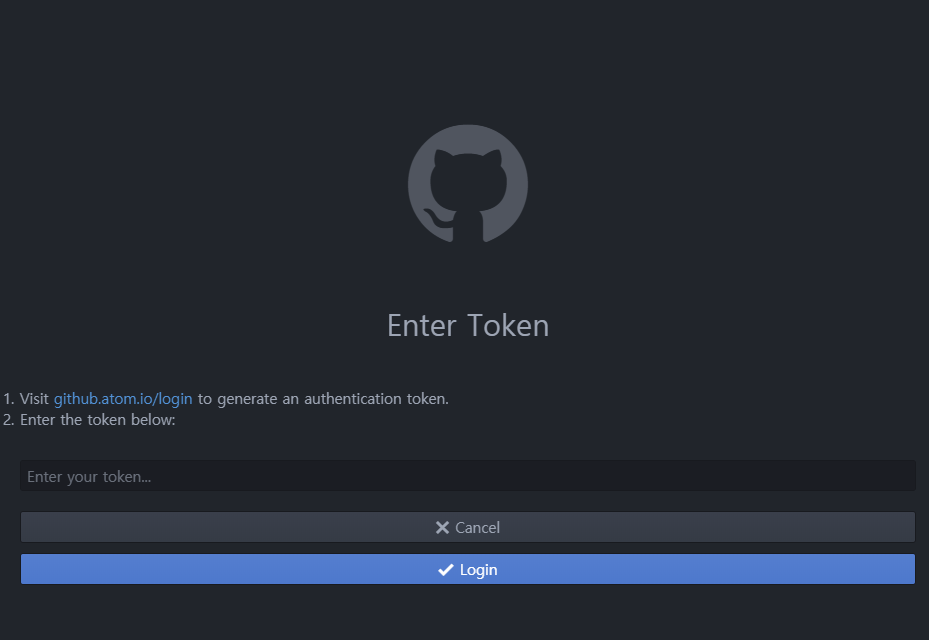 Enter Token
1. Visit github.atom.io/login to generate an authentication token.
2. Enter the token below:
Enter your token...
Cancel
Login